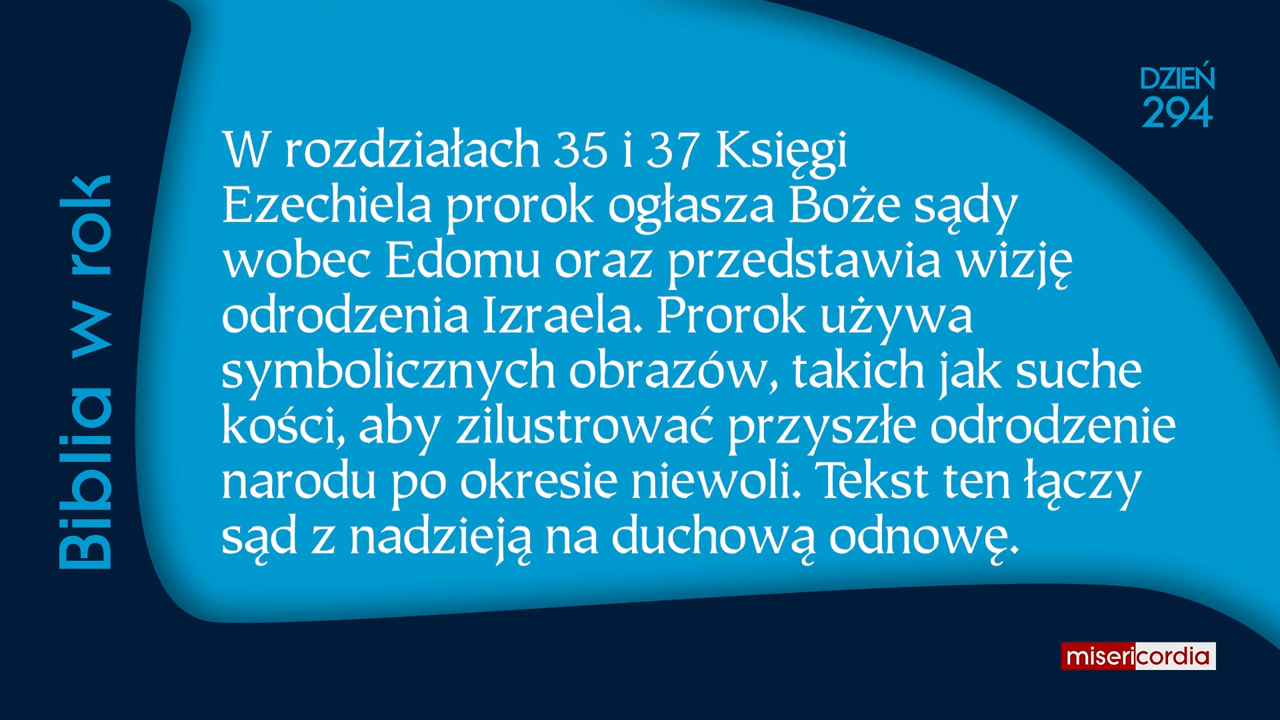 DZIEŃ
294
W rozdziałach 35 i 37 Księgi
Ezechiela prorok ogłasza Boże sądy
wobec Edomu oraz przedstawia wizję
odrodzenia Izraela. Prorok używa
symbolicznych obrazów, takich jak suche
kości, aby zilustrować przyszłe odrodzenie
narodu po okresie niewoli. Tekst ten łączy
sąd z nadzieją na duchową odnowę.
Biblia w rok
misericordia